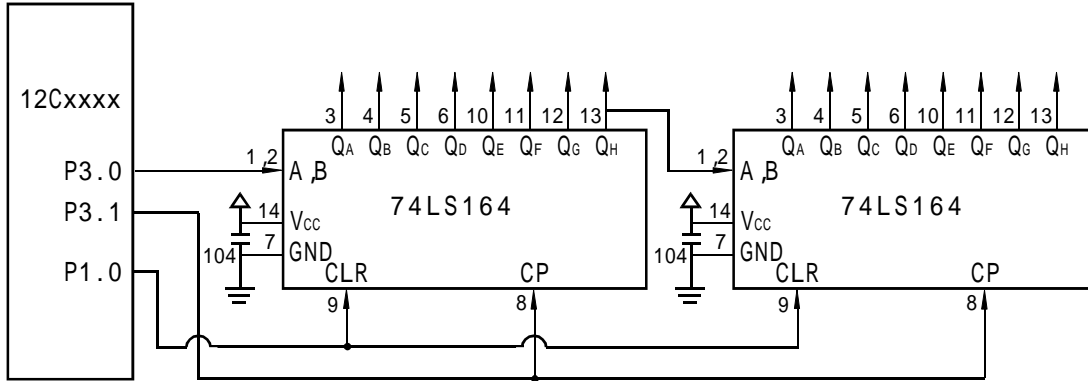 12Cxxxx
P3.0
P3.1
P1.0
3 4 5 6 10 11 12 13
QA QB QC QD QE QF QG QH
1,2
A,B
74LS164
14
VCC
7
GND
104
CLR
CP
9
8
3 4 5 6 10 11 12 13
QA QB QC QD QE QF QG QH
1,2
A,B
74LS164
14
VCC
7
GND
104
CLR
CP
9
8